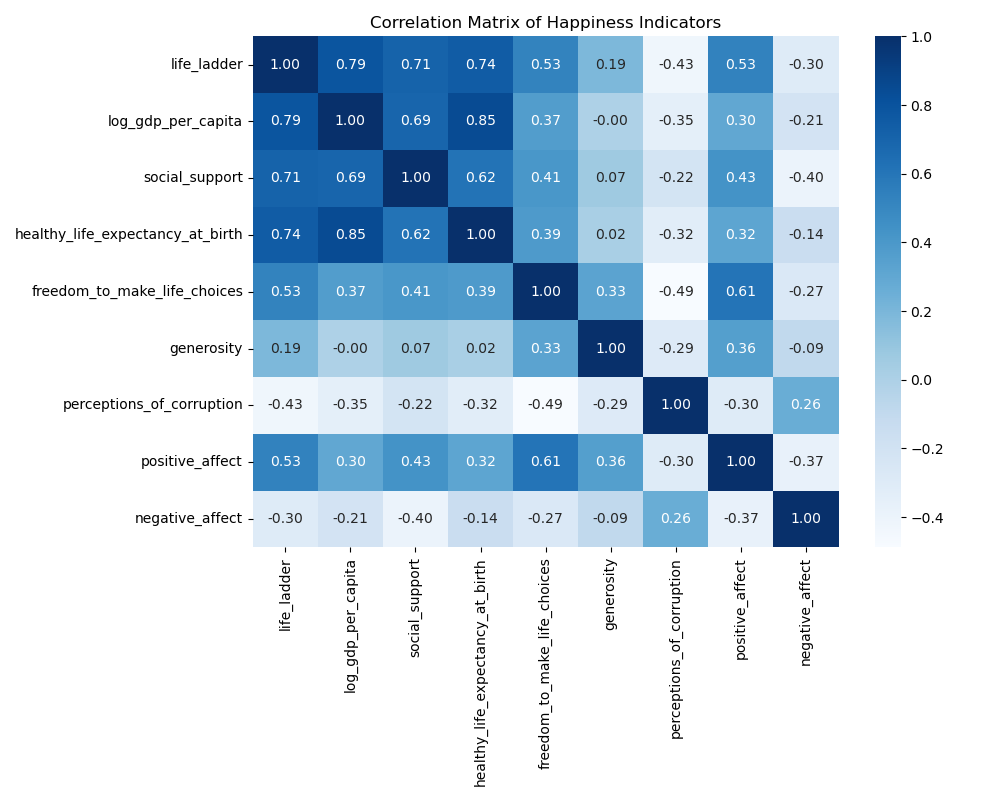 Correlation Matrix of Happiness Indicators
life_ladder 1.00 0.79 0.71 0.74 0.53 0.19 -0.43 0.53 -0.30
log_gdp_per_capita 0.79 1.00 0.69 0.85 0.37 -0.00 -0.35 0.30 -0.21
social_support 0.71 0.69 1.00 0.62 0.41 0.07 -0.22 0.43 -0.40
healthy_life_expectancy_at_birth 0.74 0.85 0.62 1.00 0.39 0.02 -0.32 0.32 -0.14
freedom_to_make_life_choices 0.53 0.37 0.41 0.39 1.00 0.33 -0.49 0.61 -0.27
generosity 0.19 -0.00 0.07 0.02 0.33 1.00 -0.29 0.36 -0.09
perceptions_of_corruption -0.43 -0.35 -0.22 -0.32 -0.49 -0.29 1.00 -0.30 0.26
positive_affect 0.53 0.30 0.43 0.32 0.61 0.36 -0.30 1.00 -0.37
negative_affect -0.30 -0.21 -0.40 -0.14 -0.27 -0.09 0.26 -0.37 1.00
life_ladder
log_gdp_per_capita
social_support
healthy_life_expectancy_at_birth
freedom_to_make_life_choices
generosity
perceptions_of_corruption
positive_affect
negative_affect
1.0
0.8
0.6
0.4
0.2
0.0
−0.2
−0.4